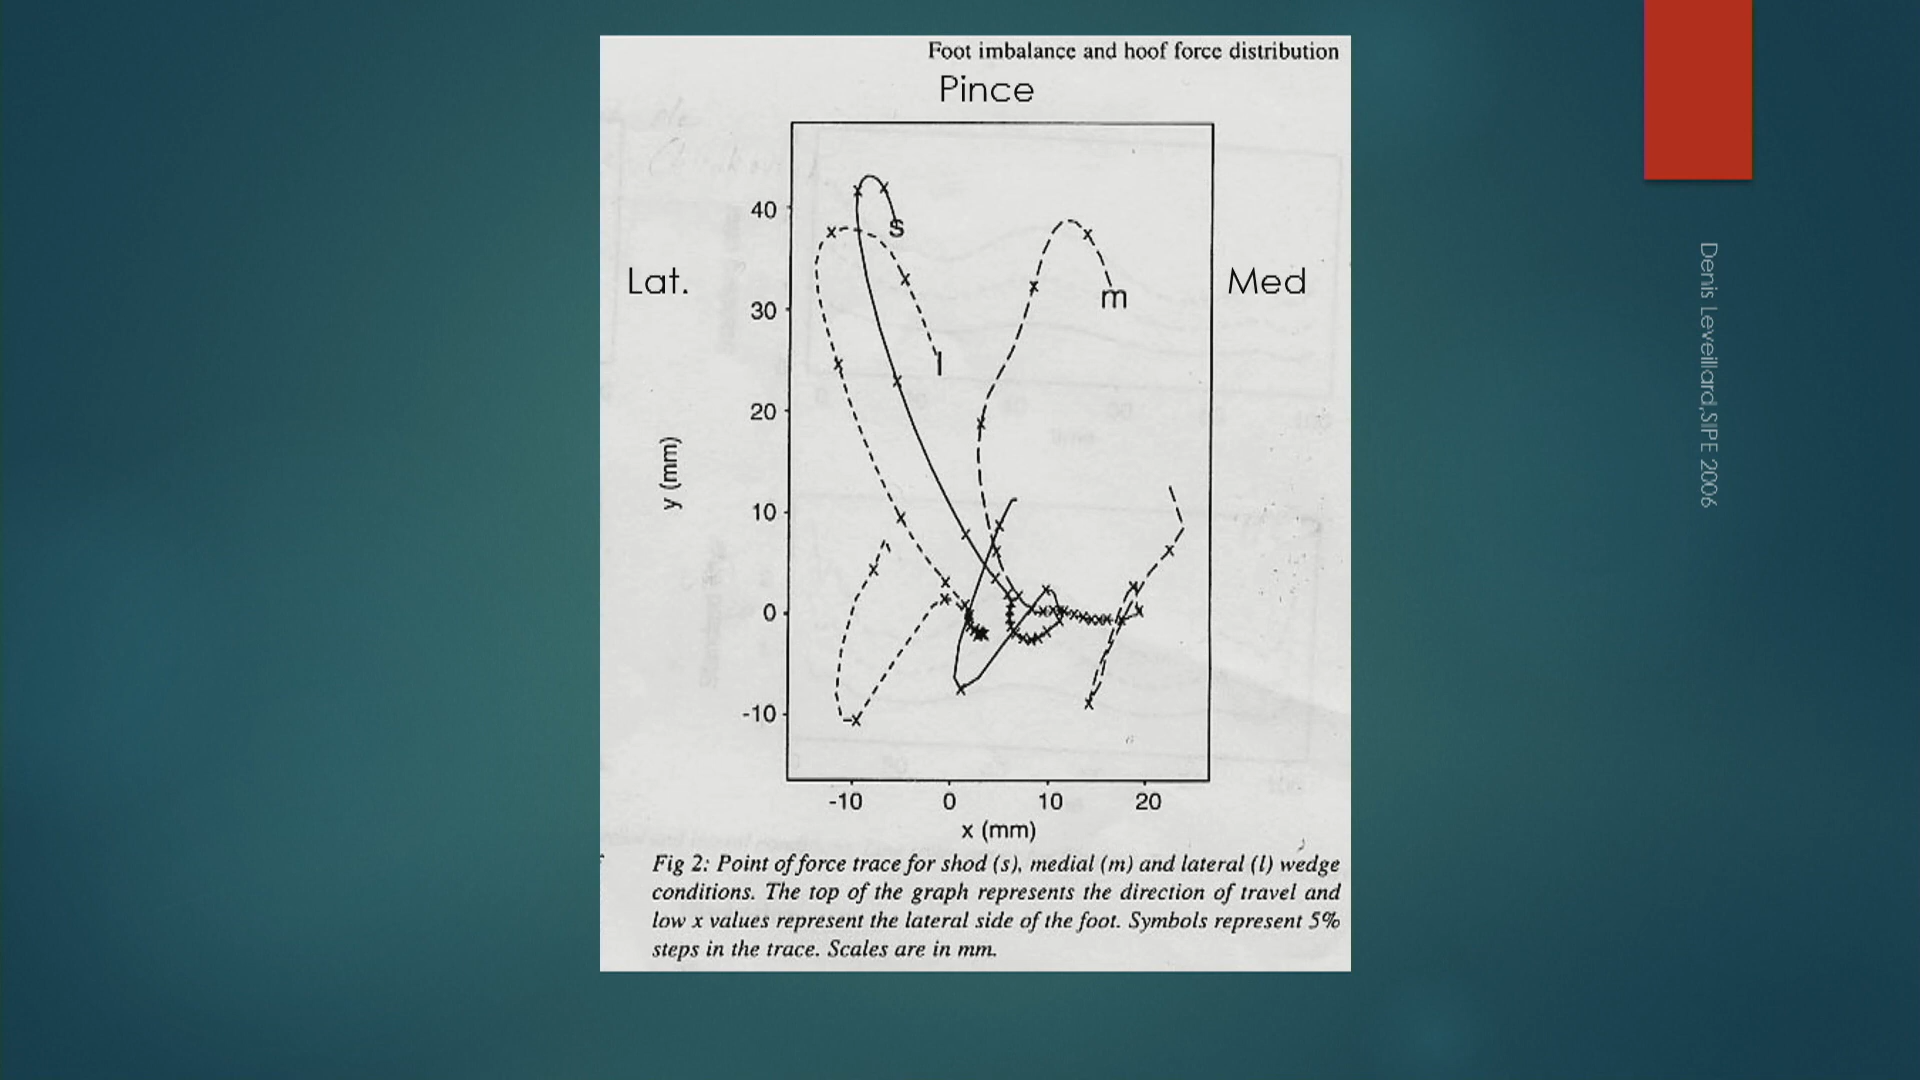 Foot imbalance and hoof force distribution
Pince
s
m
l
Lat.
Med
40
30
20
10
0
-10
y (mm)
-10 0 10 20
x (mm)
Fig 2: Point of force trace for shod (s), medial (m) and lateral (l) wedge
conditions. The top of the graph represents the direction of travel and
low x values represent the lateral side of the foot. Symbols represent 5%
steps in the trace. Scales are in mm.
Denis Leveillard,SIPE 2006